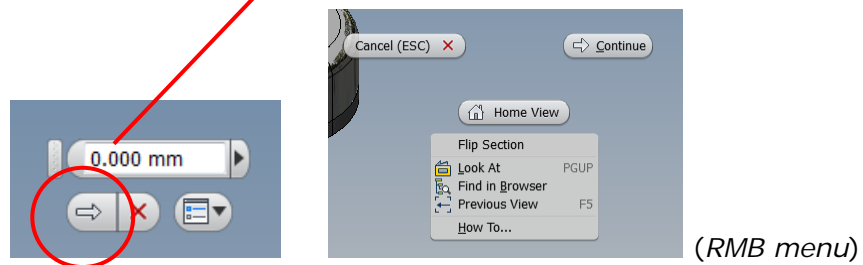 Cancel (ESC)
Continue
Home View
0.000 mm
Flip Section
Look At PGUP
Find in Browser
Previous View F5
How To...
(RMB menu)